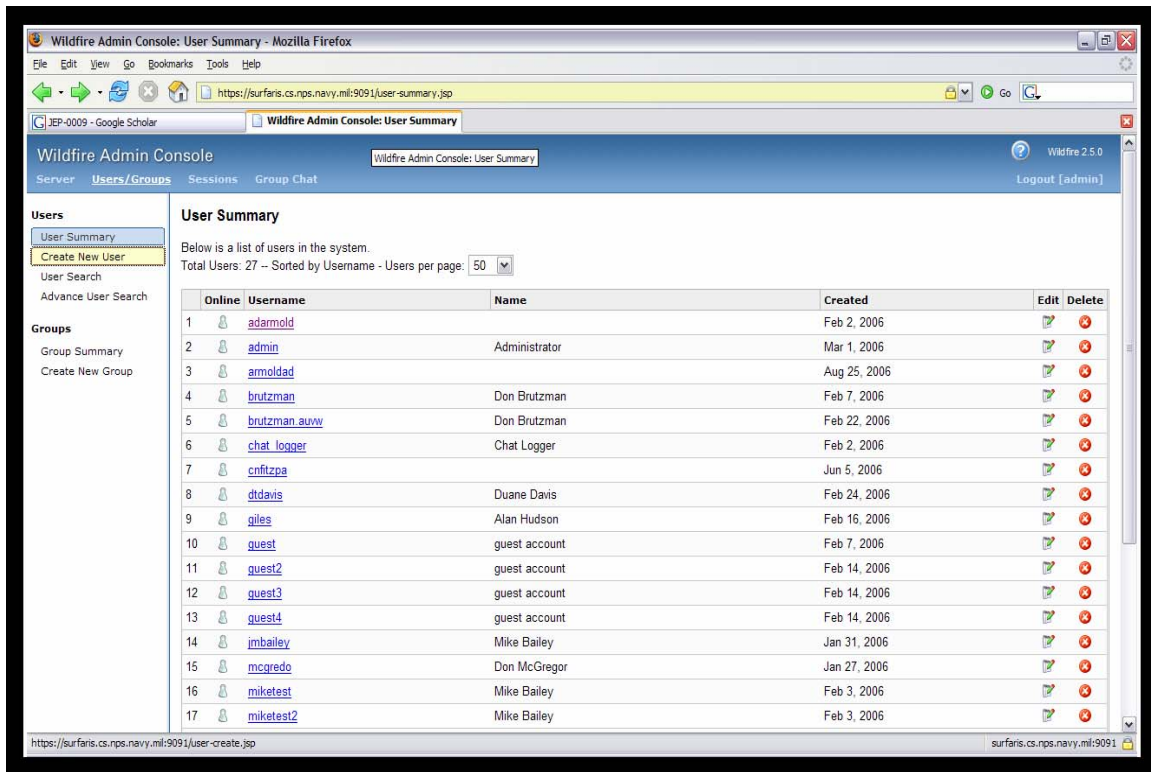 Wildfire Admin Console: User Summary - Mozilla Firefox
File Edit View Go Bookmarks Tools Help
https://surfaris.cs.nps.navy.mil:9091/user-summary.jsp Go
JEP-0009 - Google Scholar Wildfire Admin Console: User Summary
Wildfire Admin Console Wildfire Admin Console: User Summary Wildfire 2.5.0
Server Users/Groups Sessions Group Chat Logout [admin]
Users
User Summary
Create New User
User Search
Advance User Search
Groups
Group Summary
Create New Group
User Summary
Below is a list of users in the system.
Total Users: 27 -- Sorted by Username - Users per page: 50
Online Username Name Created Edit Delete
1 adarmold Feb 2, 2006
2 admin Administrator Mar 1, 2006
3 armoldad Aug 25, 2006
4 brutzman Don Brutzman Feb 7, 2006
5 brutzman.auvw Don Brutzman Feb 22, 2006
6 chat_logger Chat Logger Feb 2, 2006
7 cnfitzpa Jun 5, 2006
8 dtdavis Duane Davis Feb 24, 2006
9 giles Alan Hudson Feb 16, 2006
10 guest guest account Feb 7, 2006
11 guest2 guest account Feb 14, 2006
12 guest3 guest account Feb 14, 2006
13 guest4 guest account Feb 14, 2006
14 jmbailey Mike Bailey Jan 31, 2006
15 mcgredo Don McGregor Jan 27, 2006
16 miketest Mike Bailey Feb 3, 2006
17 miketest2 Mike Bailey Feb 3, 2006
https://surfaris.cs.nps.navy.mil:9091/user-create.jsp surfaris.cs.nps.navy.mil:9091